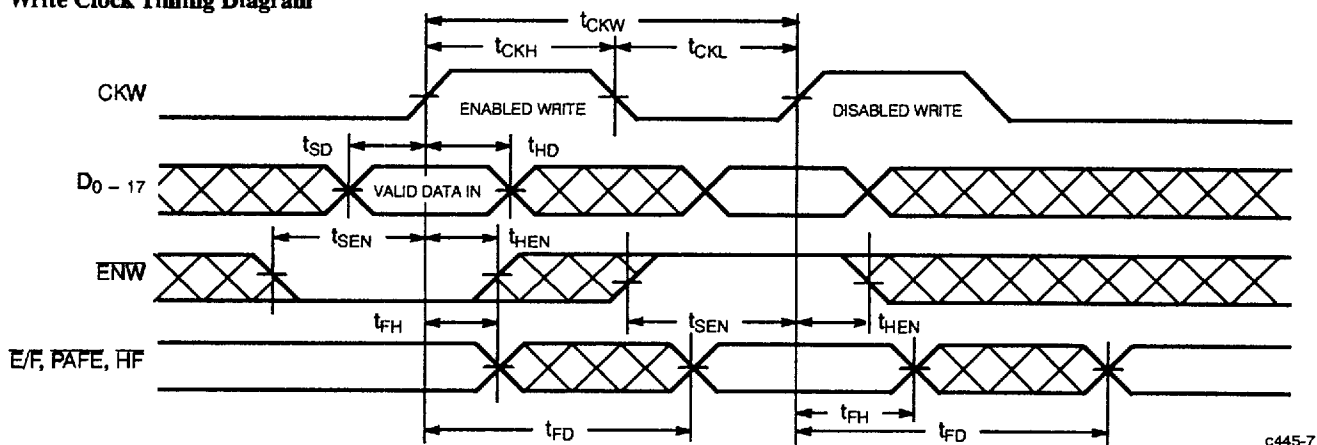 Write Clock Timing Diagram
tCKW
tCKH
tCKL
CKW
ENABLED WRITE
DISABLED WRITE
tSD
tHD
D0 – 17
VALID DATA IN
tSEN
tHEN
ENW
tFH
tSEN
tHEN
E/F, PAFE, HF
tFH
tFD
tFD
c445-7